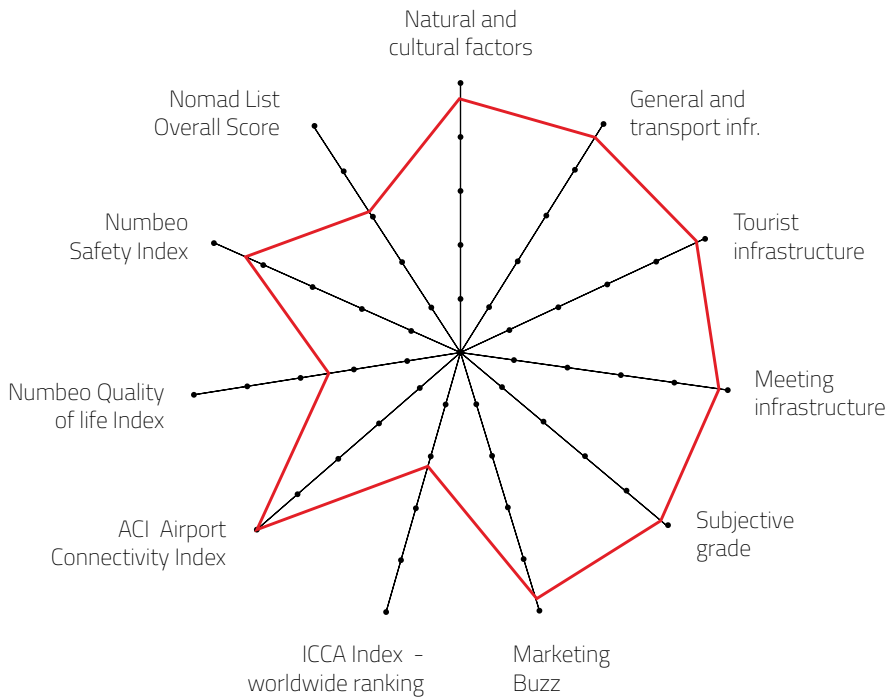 Natural and
cultural factors
General and
transport infr.
Tourist
infrastructure
Meeting
infrastructure
Subjective
grade
Marketing
Buzz
ICCA Index -
worldwide ranking
ACI Airport
Connectivity Index
Numbeo Quality
of life Index
Numbeo
Safety Index
Nomad List
Overall Score